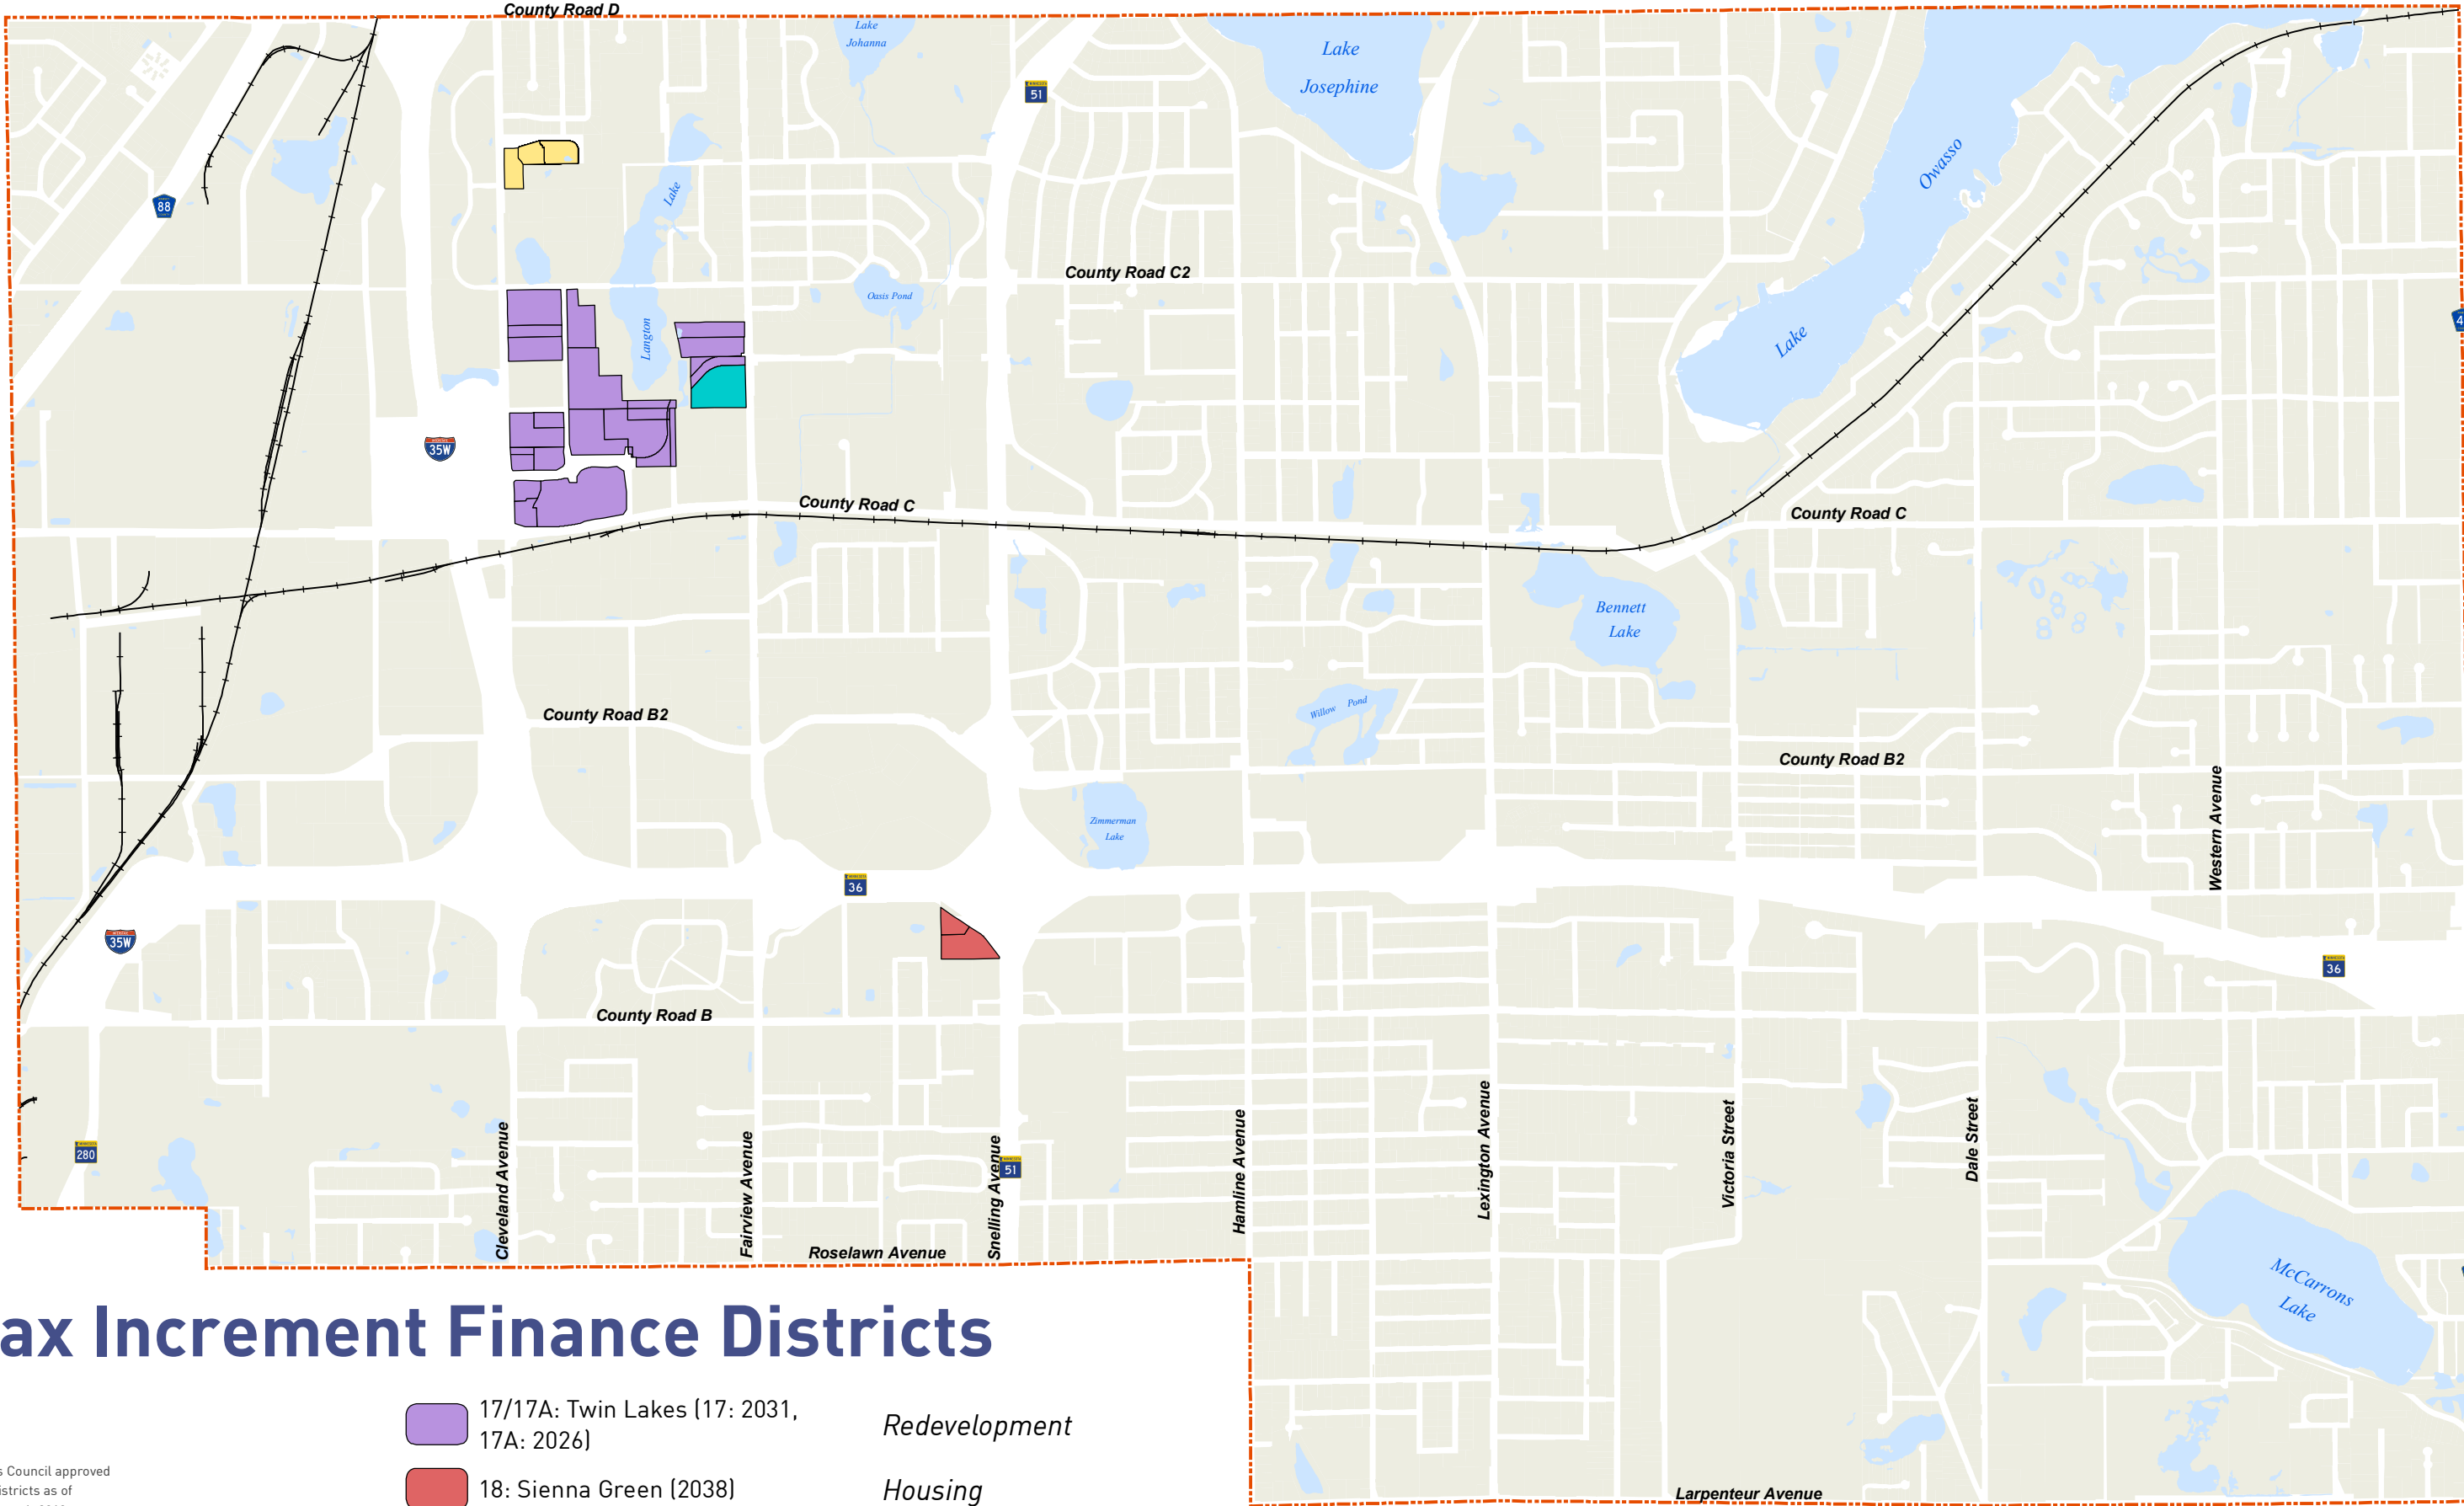 County Road D
Lake
Johanna
Lake
Josephine
51
Owasso
88
Lake
County Road C2
Oasis Pond
Langton
Lake
4
35W
County Road C
County Road C
Bennett
Lake
Willow Pond
County Road B2
County Road B2
Western Avenue
Zimmerman
Lake
36
35W
36
County Road B
280
Cleveland Avenue
Fairview Avenue
Snelling Avenue
51
Hamline Avenue
Lexington Avenue
Victoria Street
Dale Street
Roselawn Avenue
McCarrons
Lake
ax Increment Finance Districts
17/17A: Twin Lakes (17: 2031,
17A: 2026)
Redevelopment
s Council approved
istricts as of
18: Sienna Green (2038)
Housing
Larpenteur Avenue